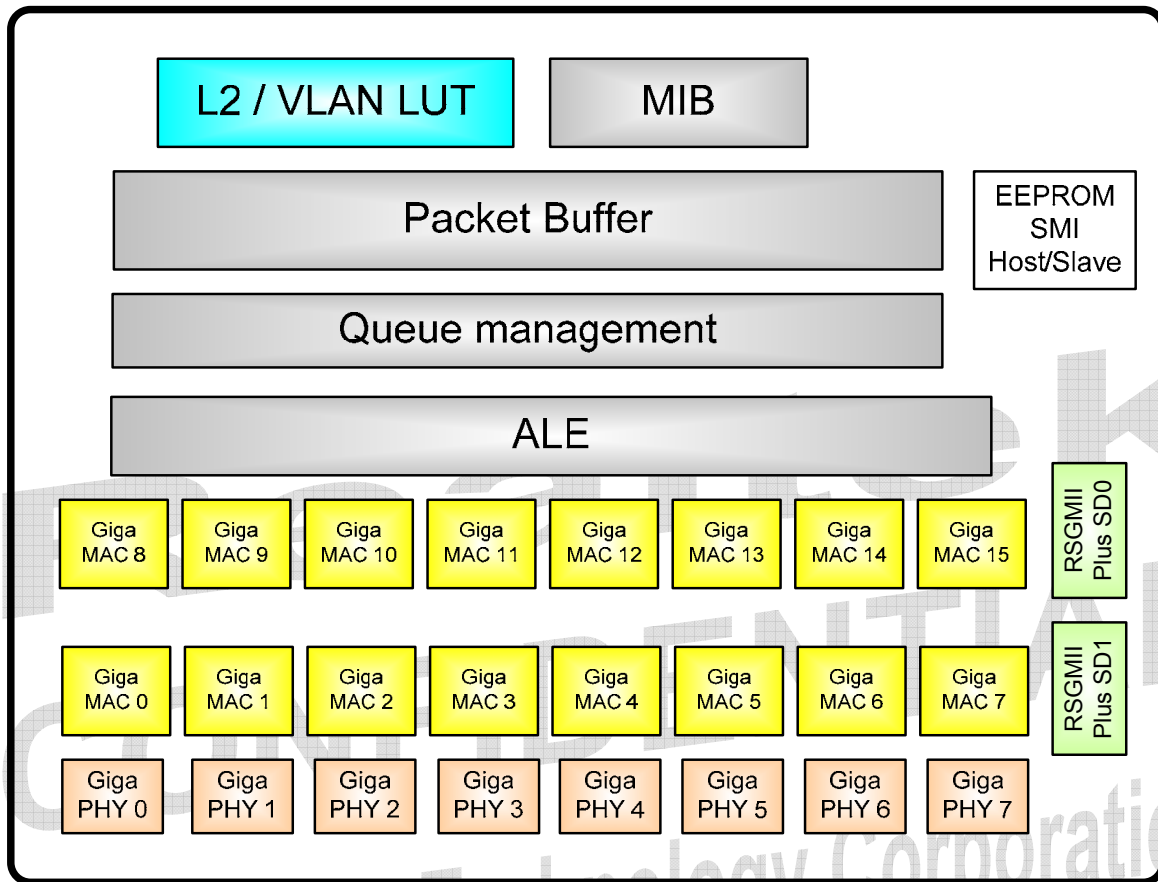 L2 / VLAN LUT
MIB
Packet Buffer
EEPROM
SMI
Host/Slave
Queue management
ALE
Giga
MAC 8
Giga
MAC 9
Giga
MAC 10
Giga
MAC 11
Giga
MAC 12
Giga
MAC 13
Giga
MAC 14
Giga
MAC 15
RSGMII
Plus SD0
Giga
MAC 0
Giga
MAC 1
Giga
MAC 2
Giga
MAC 3
Giga
MAC 4
Giga
MAC 5
Giga
MAC 6
Giga
MAC 7
RSGMII
Plus SD1
Giga
PHY 0
Giga
PHY 1
Giga
PHY 2
Giga
PHY 3
Giga
PHY 4
Giga
PHY 5
Giga
PHY 6
Giga
PHY 7
Realtek
CONFIDENTIAL
Technology Corporatio